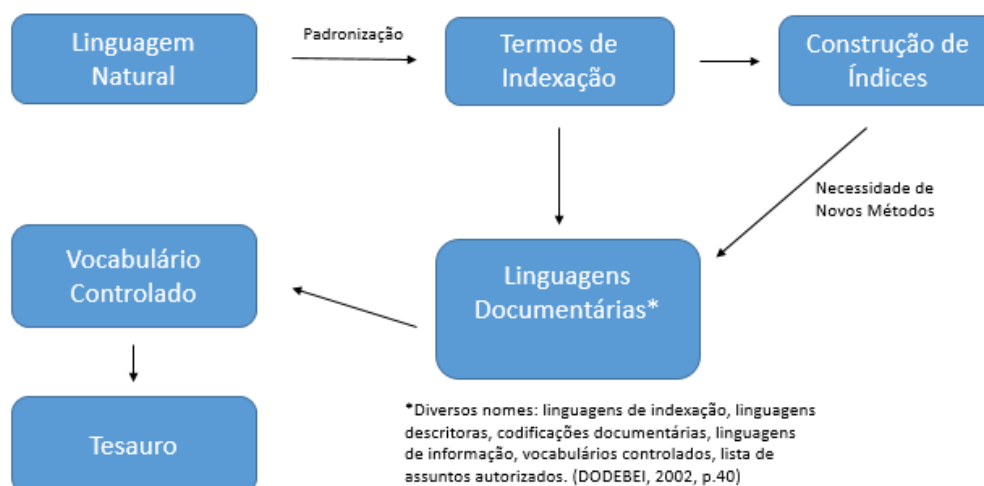 Linguagem
Natural
Padronização
Termos de
Indexação
Construção de
Índices
Necessidade de
Novos Métodos
Vocabulário
Controlado
Linguagens
Documentárias*
Tesauro
*Diversos nomes: linguagens de indexação, linguagens
descritoras, codificações documentárias, linguagens
de informação, vocabulários controlados, lista de
assuntos autorizados. (DODEBEI, 2002, p.40)